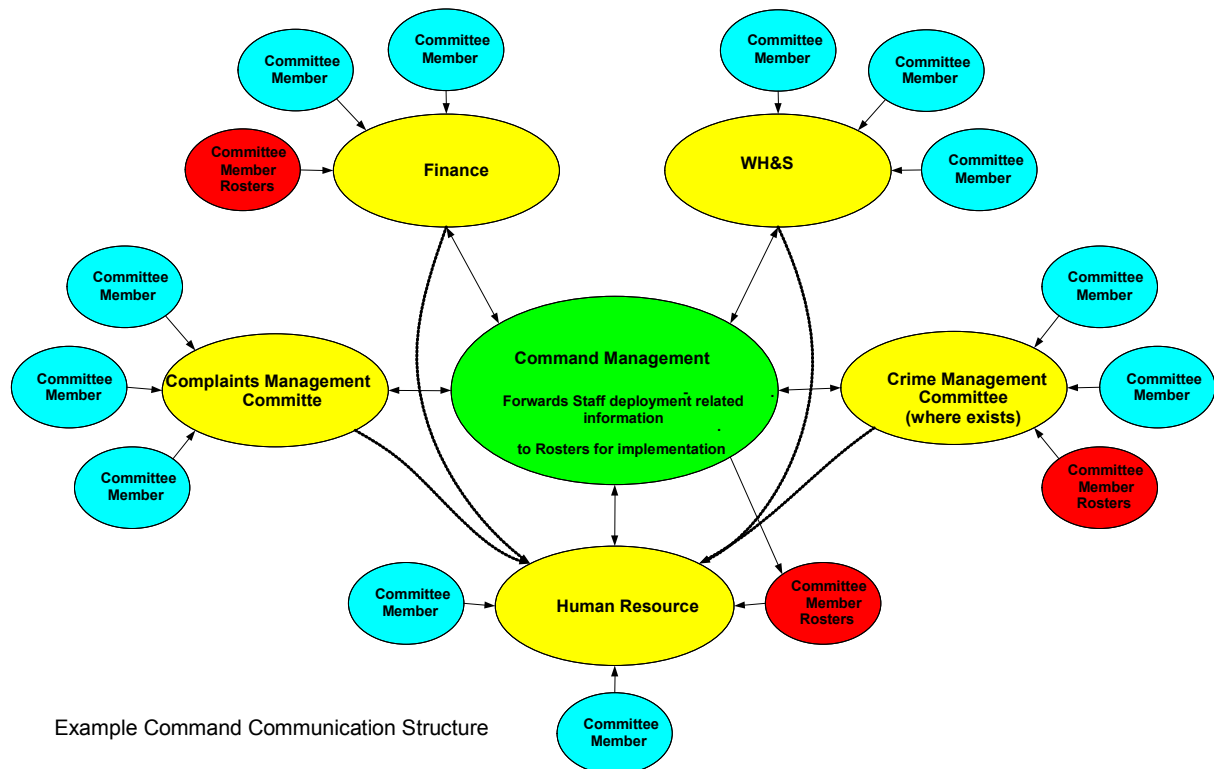 Committee
Member
Committee
Member
Committee
Member
Committee
Member
Committee
Member
Rosters
Finance
WH&S
Committee
Member
Committee
Member
Committee
Member
Committee
Member
Complaints Management
Committe
Command Management
Forwards Staff deployment related
information
to Rosters for implementation
Crime Management
Committee
(where exists)
Committee
Member
Committee
Member
Committee
Member
Committee
Member
Rosters
Committee
Member
Human Resource
Committee
Member
Rosters
Committee
Member
Example Command Communication Structure